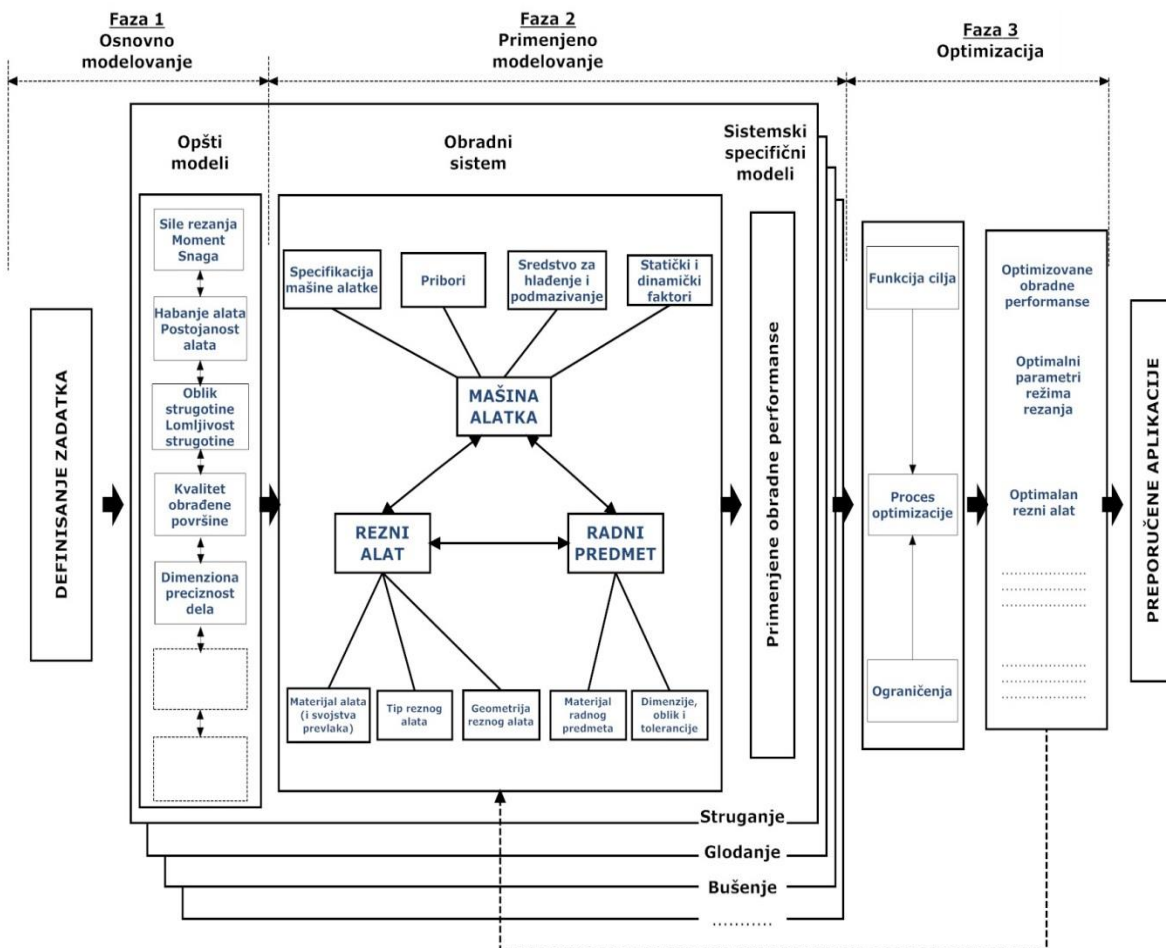 Faza 1
Osnovno
modelovanje
Faza 2
Primenjeno
modelovanje
Faza 3
Optimizacija
DEFINISANJE ZADATKA
Opšti
modeli
Sile rezanja
Moment
Snaga
Habanje alata
Postojanost
alata
Oblik
strugotine
Lomljivost
strugotine
Kvalitet
obrađene
površine
Dimenziona
preciznost
dela
Obradni
sistem
Specifikacija
mašine alatke
Pribori
Sredstvo za
hlađenje i
podmazivanje
Statički i
dinamički
faktori
MAŠINA
ALATKA
REZNI
ALAT
RADNI
PREDMET
Materijal alata
(i svojstva
prevlaka)
Tip reznog
alata
Geometrija
reznog alata
Materijal
radnog
predmeta
Dimenzije,
oblik i
tolerancije
Sistemski
specifični
modeli
Primenjene obradne performanse
Struganje
Glodanje
Bušenje
...........
Funkcija cilja
Proces
optimizacije
Ograničenja
Optimizovane
obradne
performanse
Optimalni
parametri
režima
rezanja
Optimalan
rezni alat
.....................
.....................
.....................
.....................
.....................
.....................
PREPORUČENE APLIKACIJE